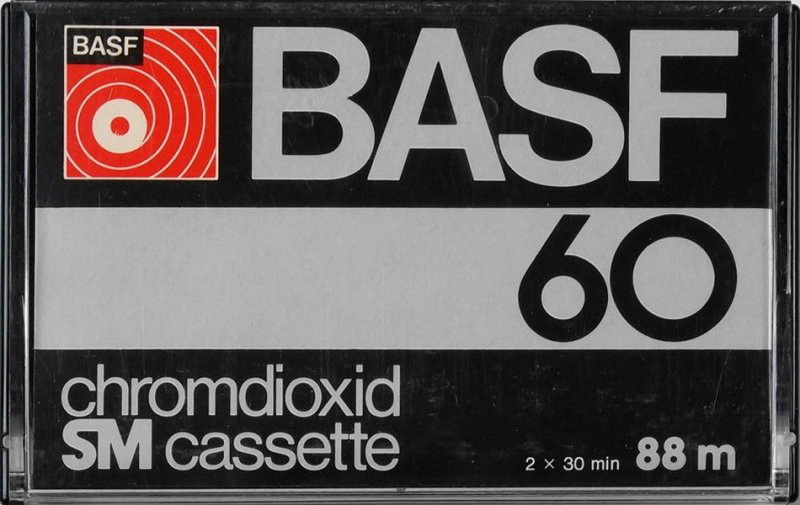 BASF
BASF
60
chromdioxid
SM cassette
2 × 30 min 88 m